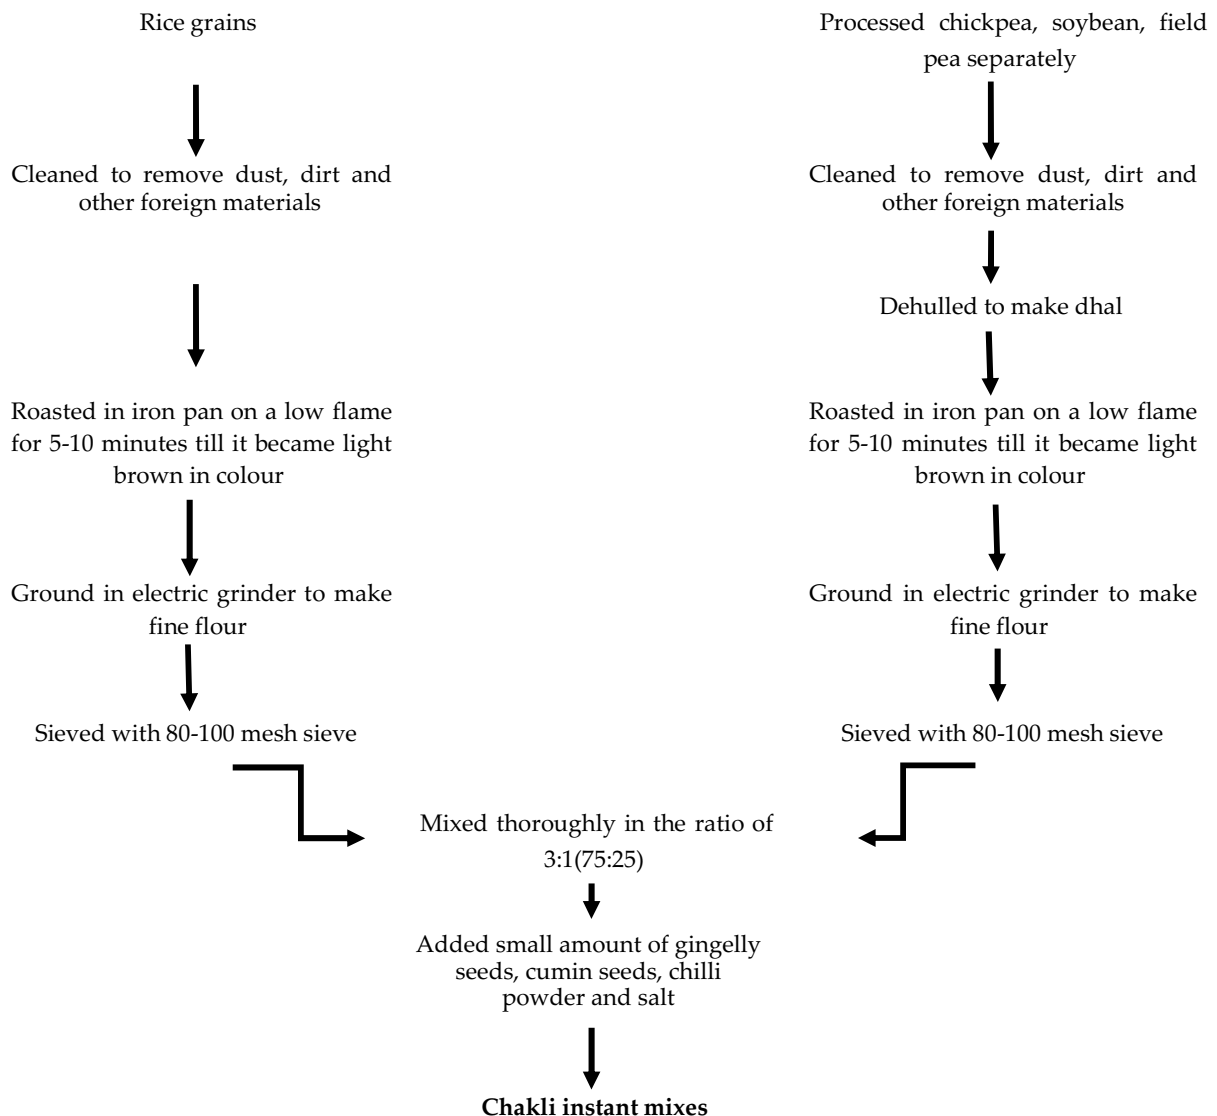 Rice grains
Processed chickpea, soybean, field
pea separately
Cleaned to remove dust, dirt and
other foreign materials
Cleaned to remove dust, dirt and
other foreign materials
Dehulled to make dhal
Roasted in iron pan on a low flame
for 5-10 minutes till it became light
brown in colour
Roasted in iron pan on a low flame
for 5-10 minutes till it became light
brown in colour
Ground in electric grinder to make
fine flour
Ground in electric grinder to make
fine flour
Sieved with 80-100 mesh sieve
Sieved with 80-100 mesh sieve
Mixed thoroughly in the ratio of
3:1(75:25)
Added small amount of gingelly
seeds, cumin seeds, chilli
powder and salt
Chakli instant mixes